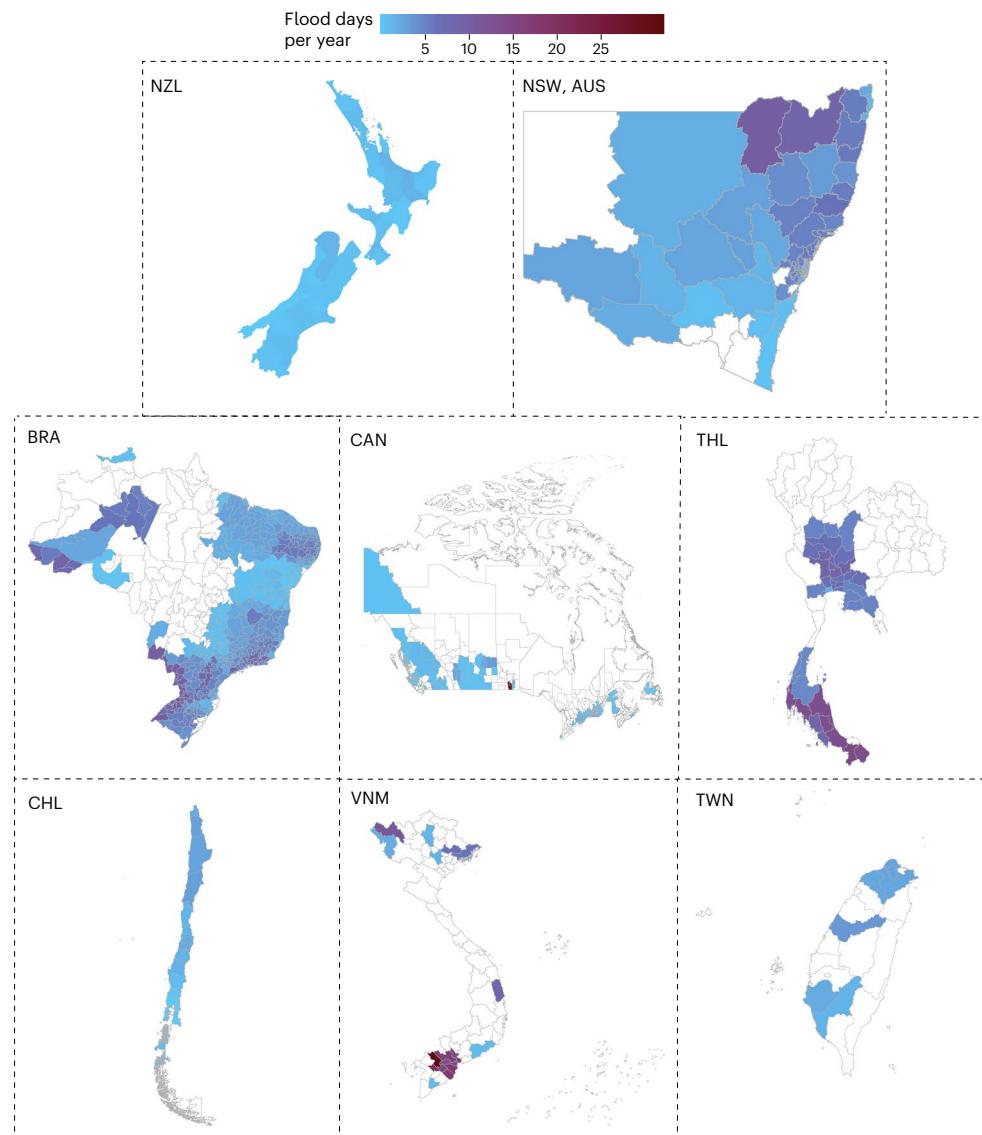 Flood days
per year
5 10 15 20 25
NZL
NSW, AUS
BRA
CAN
THL
CHL
VNM
TWN